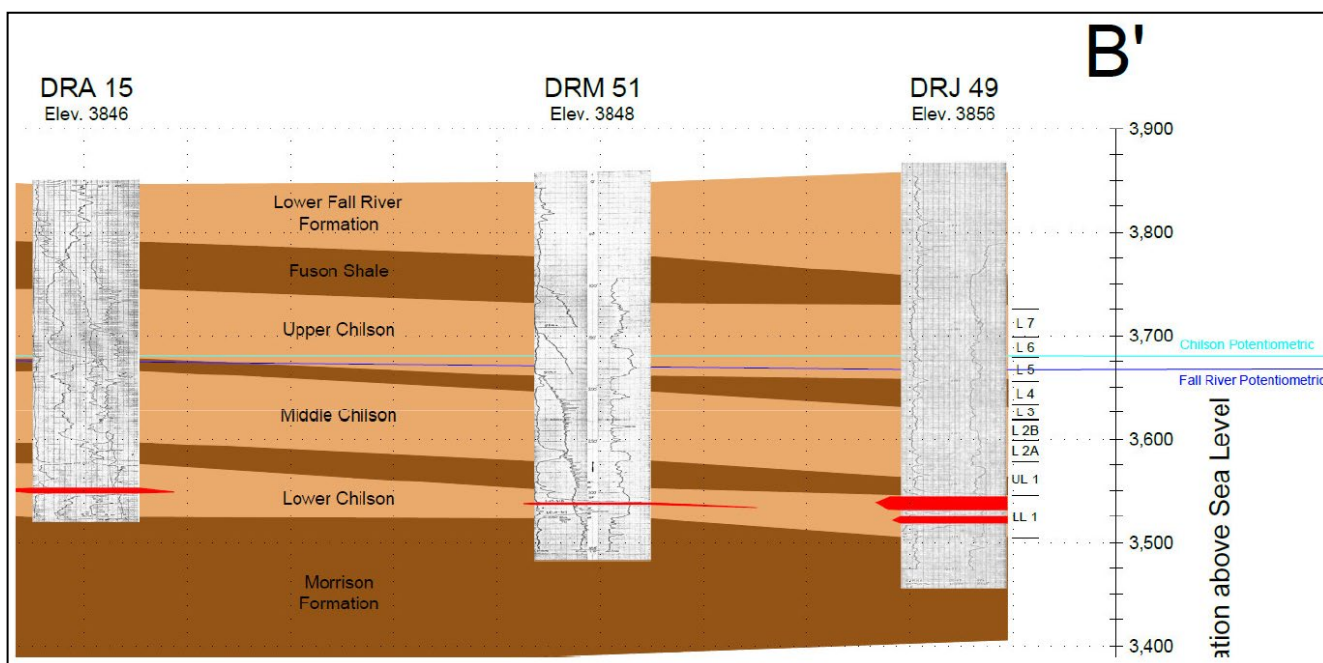 B'
DRA 15
Elev. 3846
DRM 51
Elev. 3848
DRJ 49
Elev. 3856
3,900
Lower Fall River
Formation
3,800
Fuson Shale
Upper Chilson
L 7
3,700
L 6
Chilson Potentiometric
L 5
Fall River Potentiometric
L 4
Middle Chilson
L 3
L 2B
3,600
L 2A
UL 1
Lower Chilson
LL 1
3,500
Morrison
Formation
3,400
ation above Sea Level